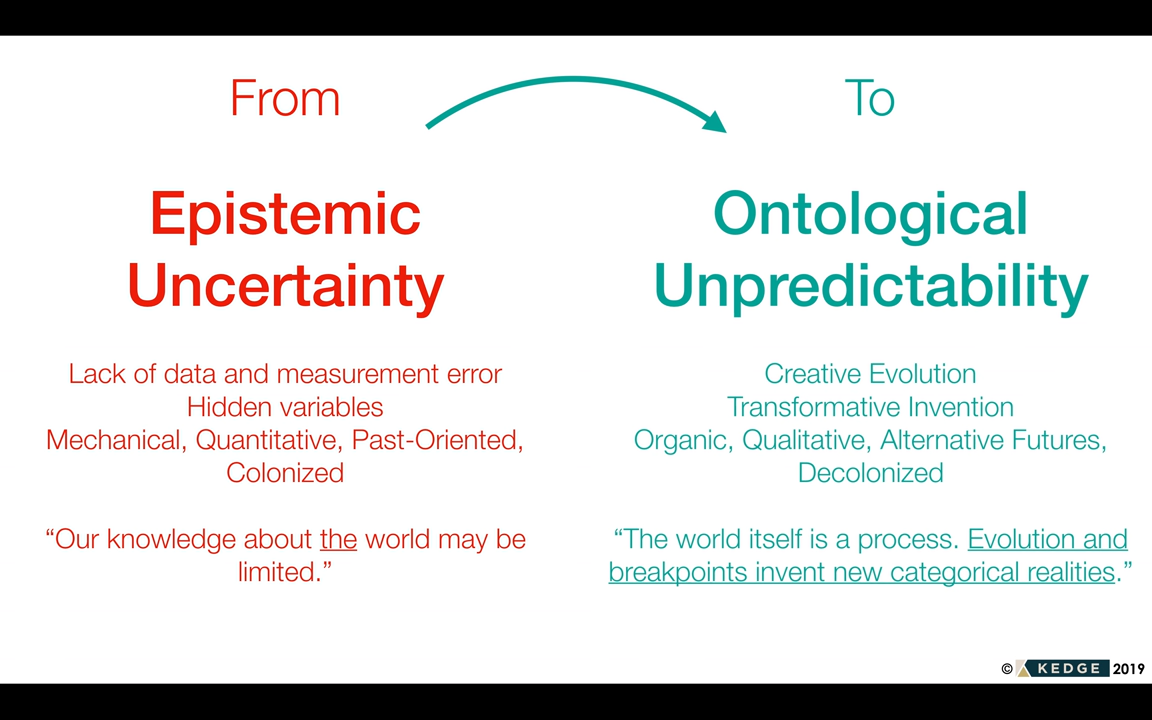 From
To
Epistemic
Uncertainty
Lack of data and measurement error
Hidden variables
Mechanical, Quantitative, Past-Oriented,
Colonized
“Our knowledge about the world may be
limited.”
Ontological
Unpredictability
Creative Evolution
Transformative Invention
Organic, Qualitative, Alternative Futures,
Decolonized
“The world itself is a process. Evolution and
breakpoints invent new categorical realities.”
© KEDGE 2019